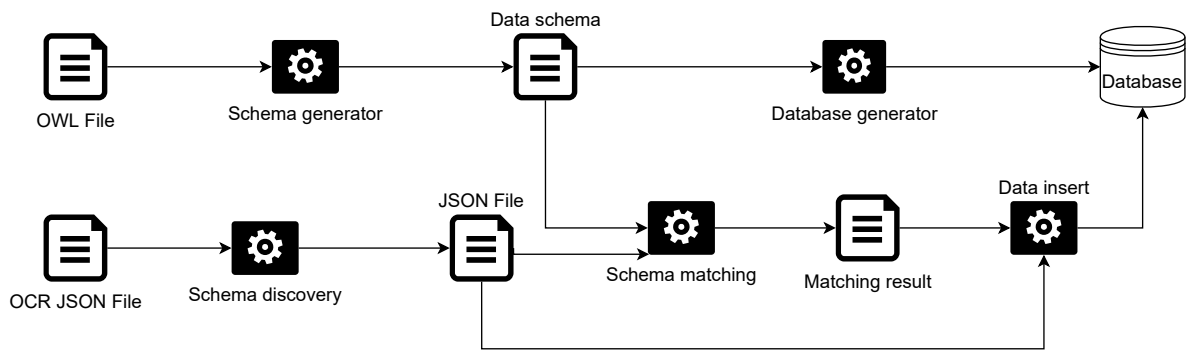 Data schema
OWL File
Schema generator
Database generator
Database
JSON File
Data insert
OCR JSON File
Schema discovery
Schema matching
Matching result